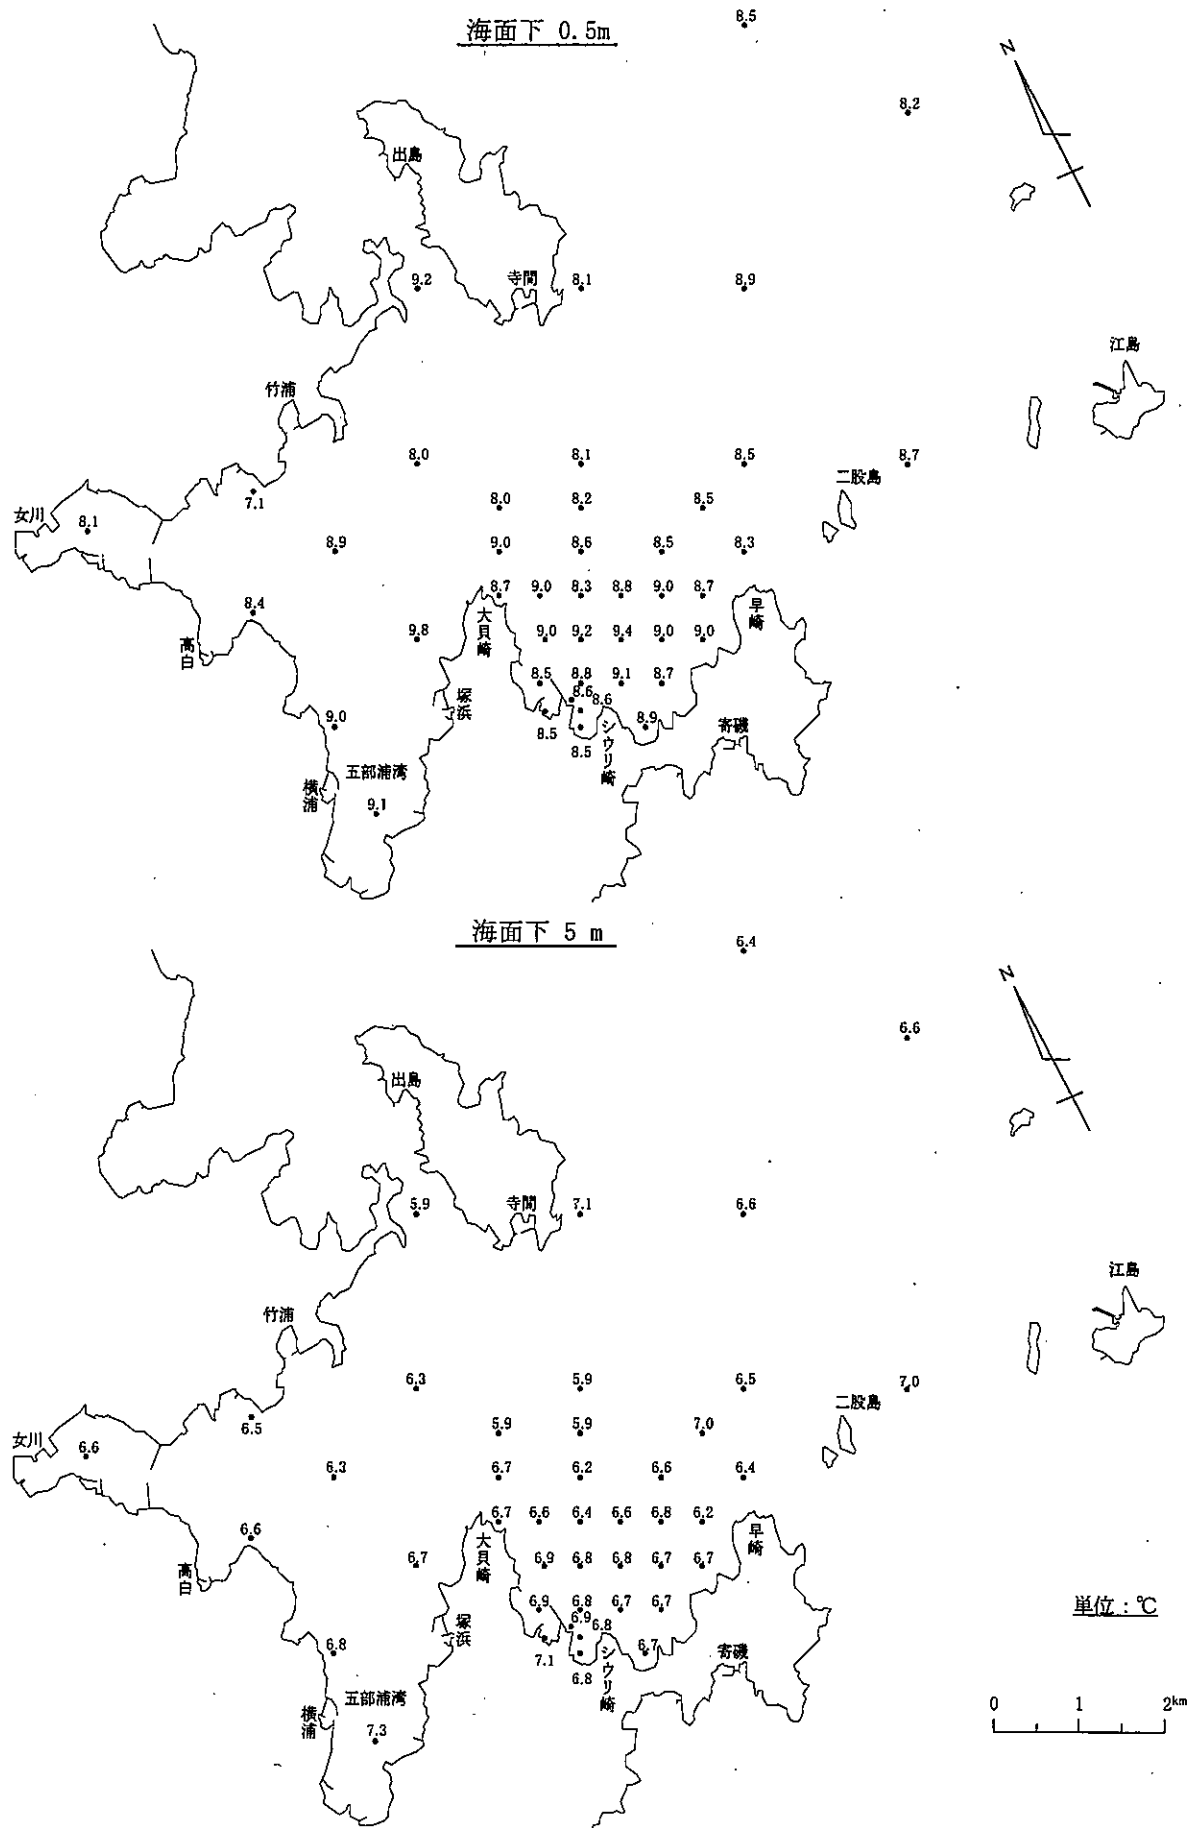 海面下 0.5m
8.5
8.2
N
出島
寺間
9.2
8.1
8.9
江島
竹浦
8.0
8.1
8.5
8.7
二股島
7.1
8.0
8.2
8.5
女川
8.1
8.9
9.0
8.6
8.5
8.3
8.7
9.0
8.3
8.8
9.0
8.7
8.4
大貝崎
早崎
高白
9.8
9.0
9.2
9.4
9.0
9.0
8.5
8.8
9.1
8.7
塚浜
8.6
8.6
9.0
8.5
8.5
シウリ崎
8.9
寄磯
五部浦湾
横浦
9.1
海面下 5 m
6.4
6.6
N
出島
寺間
5.9
7.1
6.6
江島
竹浦
6.3
5.9
6.5
7.0
二股島
6.5
5.9
5.9
7.0
女川
6.6
6.3
6.7
6.2
6.6
6.4
6.7
6.6
6.4
6.6
6.8
6.2
6.6
大貝崎
早崎
高白
6.7
6.9
6.8
6.8
6.7
6.7
6.9
6.8
6.7
6.7
単位：℃
塚浜
6.9
6.8
6.8
7.1
6.8
シウリ崎
6.7
寄磯
五部浦湾
横浦
7.3
0 1 2km